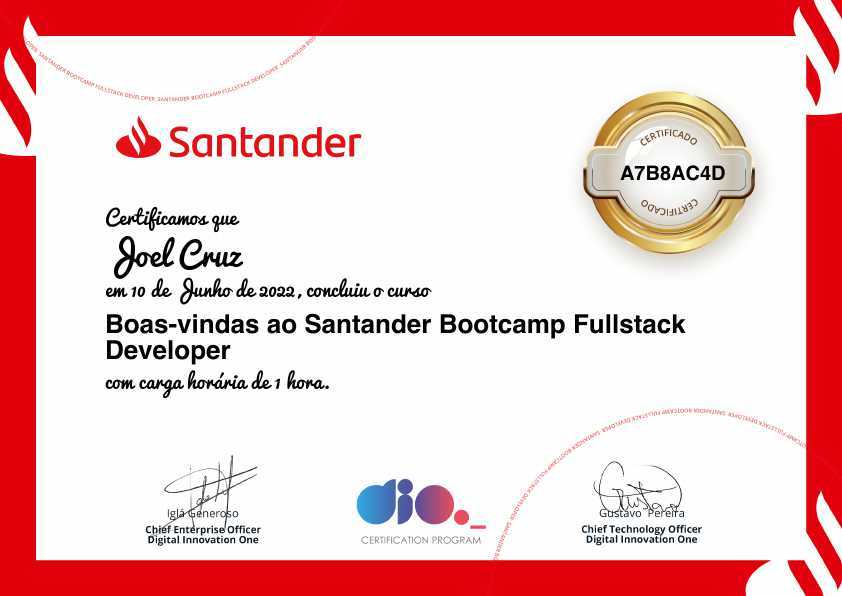 SANTANDER BOOTCAMP FULLSTACK DEVELOPER. SANTANDER BOOTCAMP FULLSTACK DEVELOPER. SANTANDER BOO
Santander
CERTIFICADO
A7B8AC4D
CERTIFICADO
Certificamos que
Joel Cruz
em 10 de Junho de 2022, concluiu o curso
Boas-vindas ao Santander Bootcamp Fullstack
Developer
com carga horária de 1 hora.
SANTANDER BOOTCAMP FULLSTACK DEVELOPER. SANTANDER BOOTCAMP FULLSTACK DEVELOPER.
Iglá Generoso
Chief Enterprise Officer
Digital Innovation One
dio._
CERTIFICATION PROGRAM
Gustavo Pereira
Chief Technology Officer
Digital Innovation One